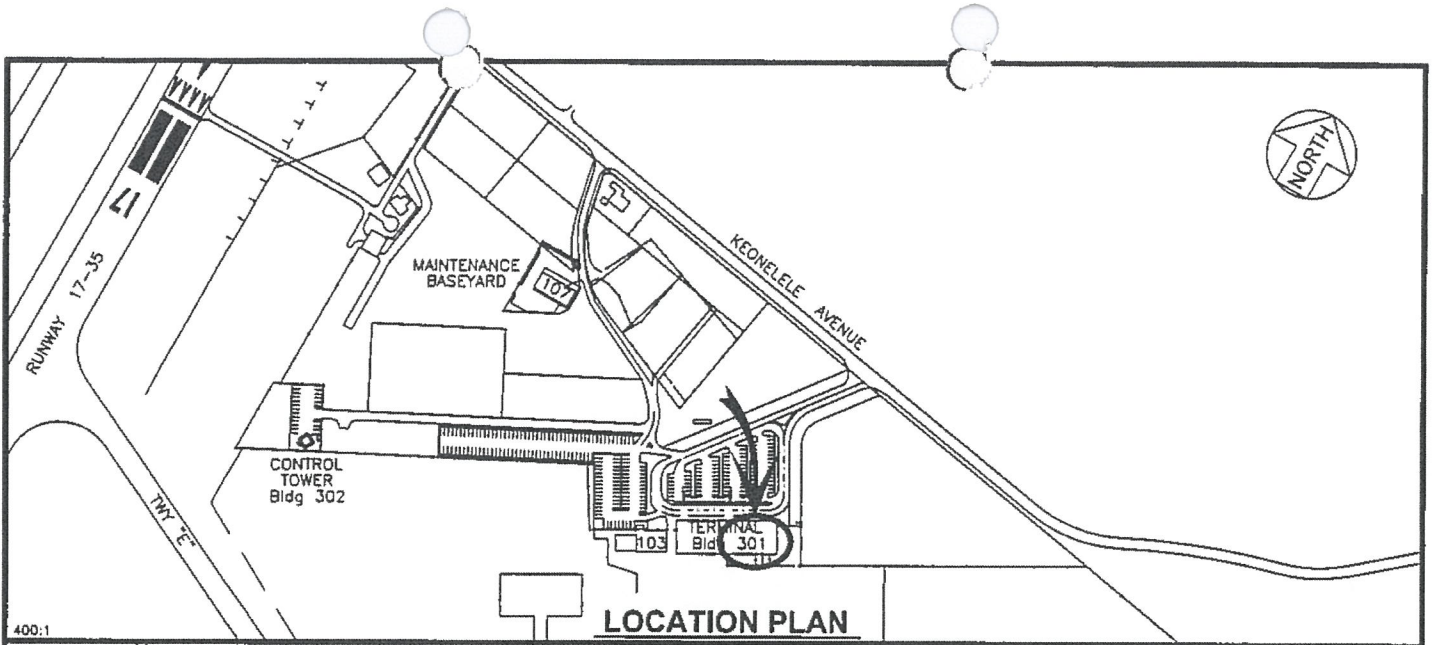 NORTH
17
RUNWAY 17-35
MAINTENANCE
BASEYARD
107
KEONELELE AVENUE
CONTROL
TOWER
Bldg 302
TWY "E"
103
TERMINAL
Bld 301
LOCATION PLAN
400:1